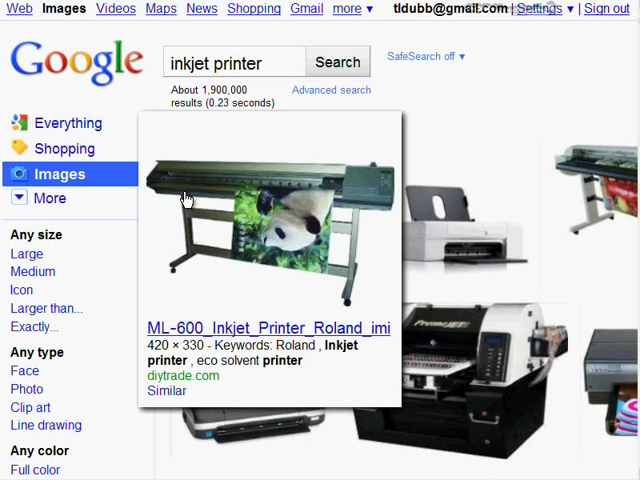 Web Images Videos Maps News Shopping Gmail more ▼ tldubb@gmail.com | Settings ▼ | Sign out
Google
inkjet printer Search SafeSearch off ▼
About 1,900,000 Advanced search
results (0.23 seconds)
Everything
Shopping
Images
More
Any size
Large
Medium
Icon
Larger than...
Exactly...
Any type
Face
Photo
Clip art
Line drawing
Any color
Full color
ML-600_Inkjet_Printer_Roland_imi
420 × 330 - Keywords: Roland , Inkjet
printer , eco solvent printer
diytrade.com
Similar